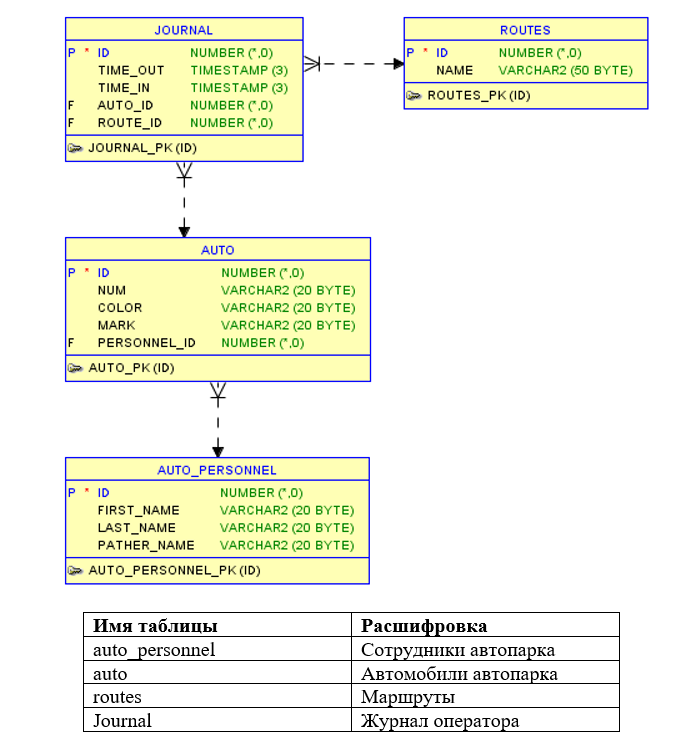 JOURNAL
P * ID NUMBER (*,0)
TIME_OUT TIMESTAMP (3)
TIME_IN TIMESTAMP (3)
F AUTO_ID NUMBER (*,0)
F ROUTE_ID NUMBER (*,0)
JOURNAL_PK (ID)
ROUTES
P * ID NUMBER (*,0)
NAME VARCHAR2 (50 BYTE)
ROUTES_PK (ID)
AUTO
P * ID NUMBER (*,0)
NUM VARCHAR2 (20 BYTE)
COLOR VARCHAR2 (20 BYTE)
MARK VARCHAR2 (20 BYTE)
F PERSONNEL_ID NUMBER (*,0)
AUTO_PK (ID)
AUTO_PERSONNEL
P * ID NUMBER (*,0)
FIRST_NAME VARCHAR2 (20 BYTE)
LAST_NAME VARCHAR2 (20 BYTE)
PATHER_NAME VARCHAR2 (20 BYTE)
AUTO_PERSONNEL_PK (ID)
Имя таблицы Расшифровка
auto_personnel Сотрудники автопарка
auto Автомобили автопарка
routes Маршруты
Journal Журнал оператора